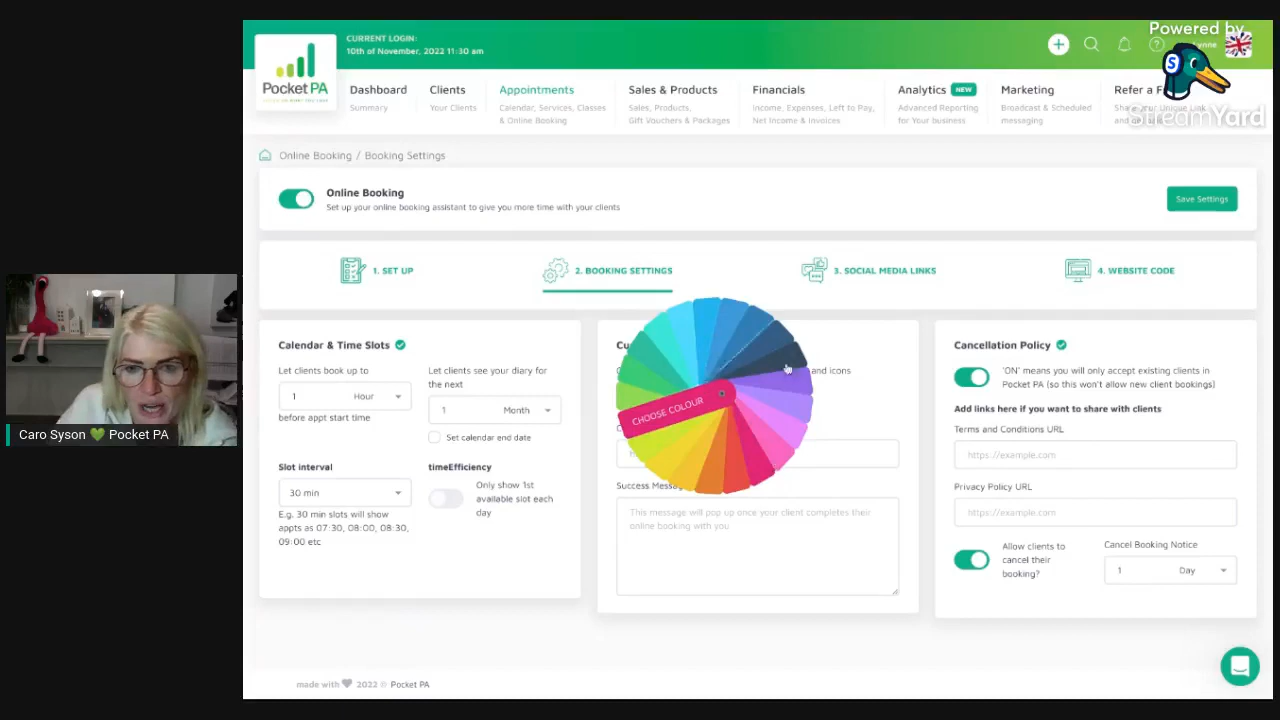 Powered by
StreamYard
CURRENT LOGIN:
10th of November, 2022 11:30 am
Pocket PA
Dashboard
Summary
Clients
Your Clients
Appointments
Calendar, Services, Classes
& Online Booking
Sales & Products
Sales, Products,
Gift Vouchers & Packages
Financials
Income, Expenses, Left to Pay,
Net Income & Invoices
Analytics NEW
Advanced Reporting
for Your business
Marketing
Broadcast & Scheduled
messaging
Refer a
Unique Link
Online Booking / Booking Settings
Online Booking
Set up your online booking assistant to give you more time with your clients
Save Settings
1. SET UP
2. BOOKING SETTINGS
3. SOCIAL MEDIA LINKS
4. WEBSITE CODE
Calendar & Time Slots
Let clients book up to
1 Hour
before appt start time
Let clients see your diary for
the next
1 Month
Set calendar end date
Slot interval
30 min
E.g. 30 min slots will show
appts as 07:30, 08:00, 08:30,
09:00 etc
timeEfficiency
Only show 1st
available slot each
day
and icons
CHOOSE COLOUR
Success
This message will pop up once your client completes their
online booking with you
Cancellation Policy
'ON' means you will only accept existing clients in
Pocket PA (so this won't allow new client bookings)
Add links here if you want to share with clients
Terms and Conditions URL
https://example.com
Privacy Policy URL
https://example.com
Allow clients to
cancel their
booking?
Cancel Booking Notice
1 Day
Caro Syson 💚 Pocket PA
made with ♥ 2022 © Pocket PA